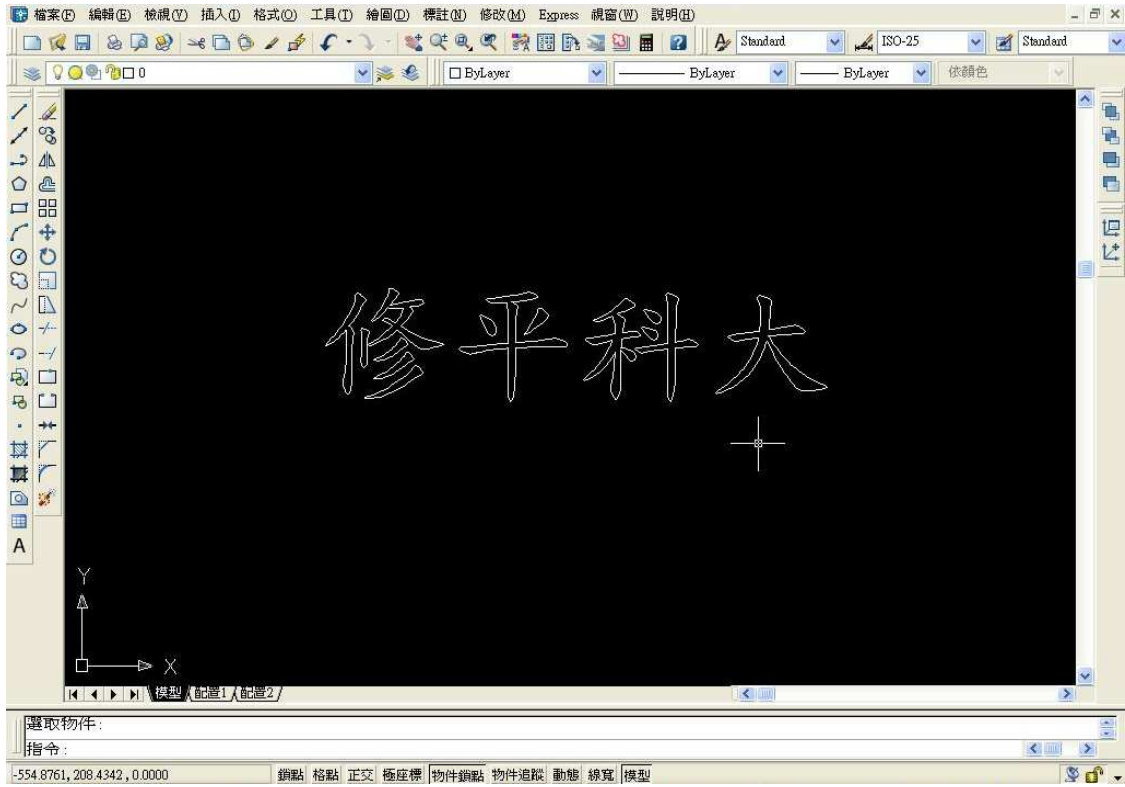 檔案(F) 編輯(E) 檢視(V) 插入(I) 格式(O) 工具(T) 繪圖(D) 標註(N) 修改(M) Express 視窗(W) 說明(H)
Standard ISO-25 Standard
0 ByLayer ByLayer ByLayer 依顏色
修平科大
A
Y
X
模型 配置1 配置2
選取物件:
指令:
-554.8761, 208.4342, 0.0000 鎖點 格點 正交 極座標 物件鎖點 物件追蹤 動態 線寬 模型